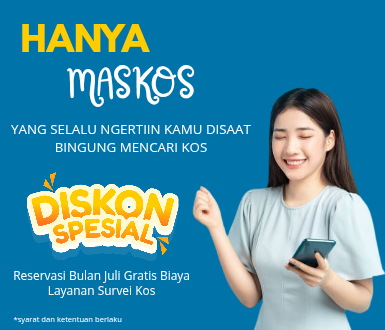 HANYA
MASKOS
YANG SELALU NGERTIIN KAMU DISAAT
BINGUNG MENCARI KOS
DISKON
SPESIAL
Reservasi Bulan Juli Gratis Biaya
Layanan Survei Kos
*syarat dan ketentuan berlaku